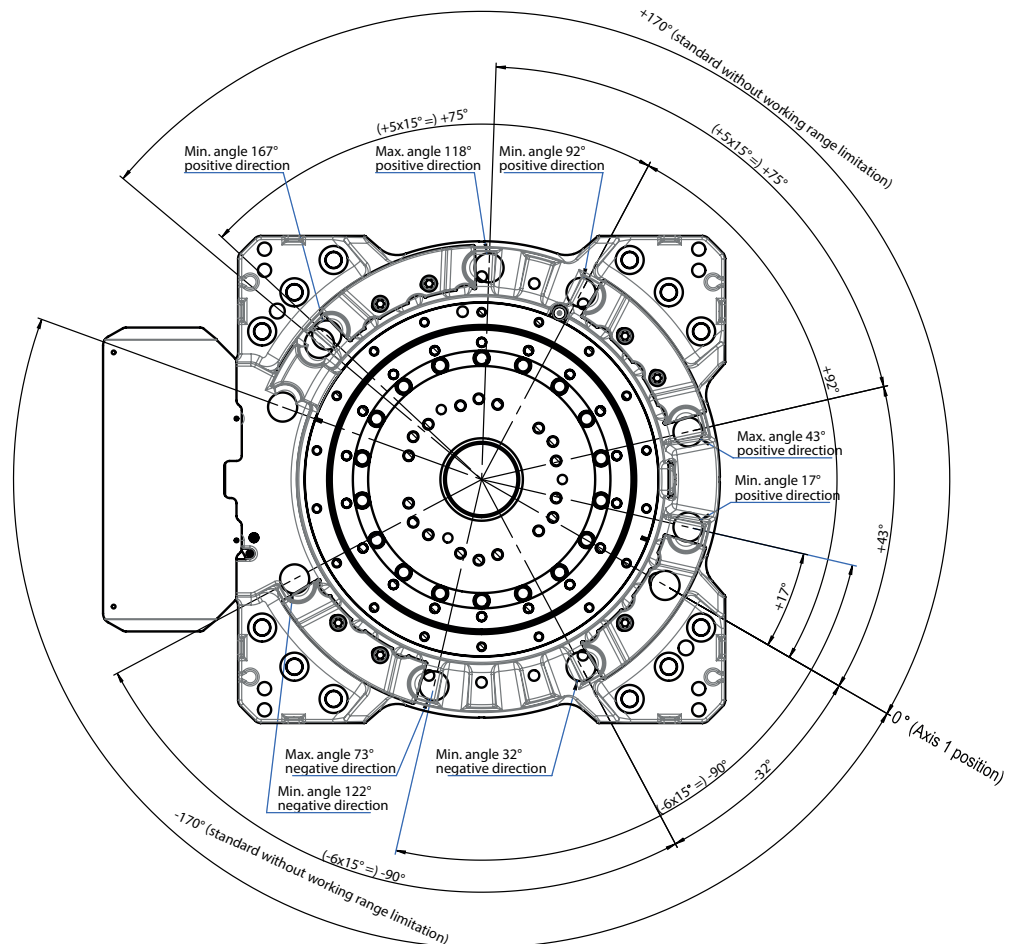 +170° (standard without working range limitation)
(+5x15° =) +75°
(+5x15° =) +75°
Min. angle 167°
positive direction
Max. angle 118°
positive direction
Min. angle 92°
positive direction
+92°
Max. angle 43°
positive direction
Min. angle 17°
positive direction
+43°
+17°
0 ° (Axis 1 position)
Max. angle 73°
negative direction
Min. angle 32°
negative direction
Min. angle 122°
negative direction
-32°
(-6x15° =) -90°
(-6x15° =) -90°
-170° (standard without working range limitation)